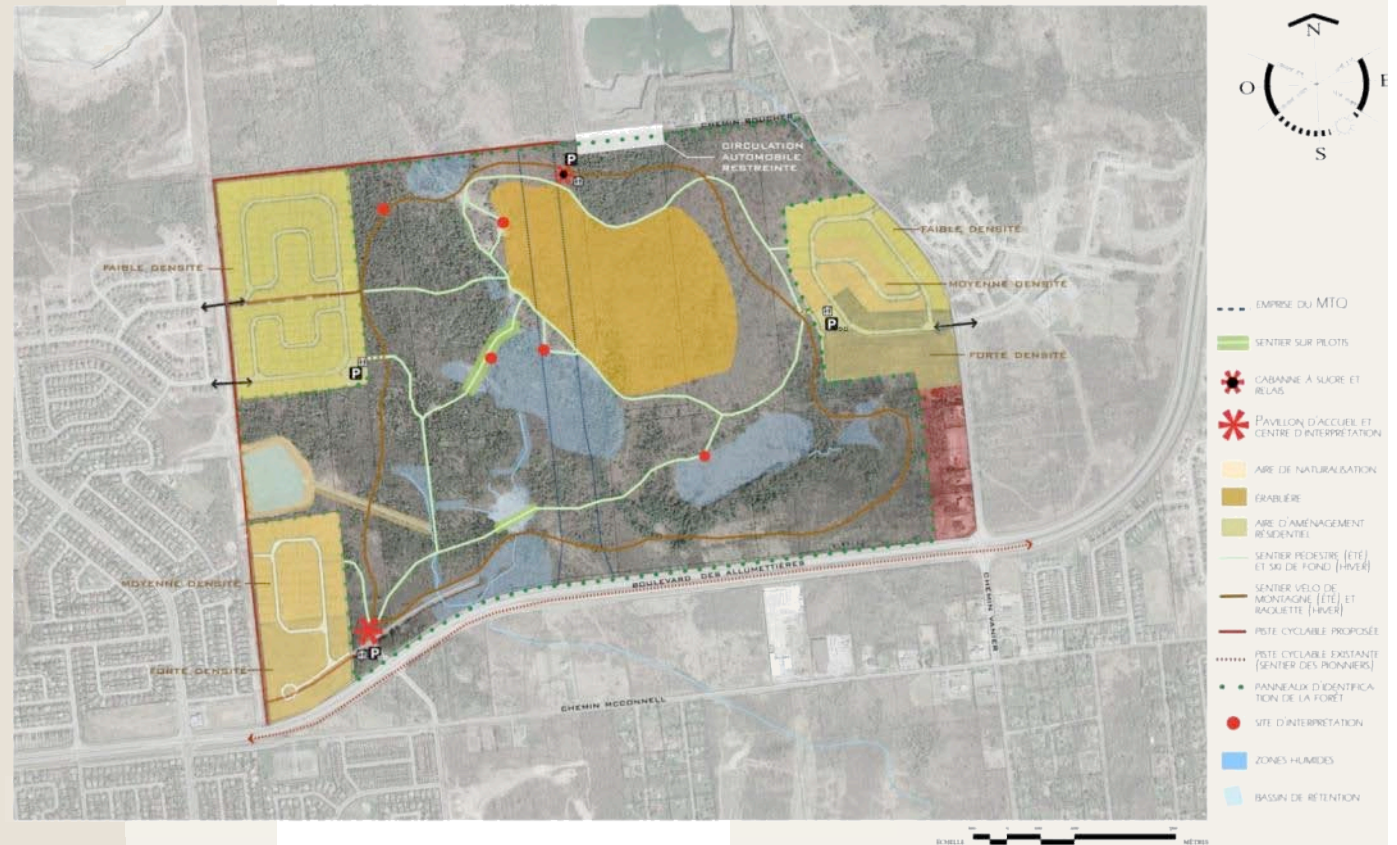 N
O
E
S
CHEMIN BOUCHER
CIRCULATION
AUTOMOBILE
RESTREINTE
P
FAIBLE DENSITÉ
FAIBLE DENSITÉ
MOYENNE DENSITÉ
P
FORTE DENSITÉ
P
MOYENNE DENSITÉ
BOULEVARD DES ALLUMETTIÈRES
CHEMIN VANIER
FORTE DENSITÉ
P
CHEMIN MCCONNELL
EMPRISE DU MTQ
SENTIER SUR PILOTIS
CABANNE À SUCRE ET
RELAIS
PAVILLON D'ACCUEIL ET
CENTRE D'INTERPRÉTATION
AIRE DE NATURALISATION
ÉRABLIÈRE
AIRE D'AMÉNAGEMENT
RÉSIDENTIEL
SENTIER PÉDESTRE (ÉTÉ)
ET SKI DE FOND (HIVER)
SENTIER VÉLO DE
MONTAGNE (ÉTÉ) ET
RAQUETTE (HIVER)
PISTE CYCLABLE PROPOSÉE
PISTE CYCLABLE EXISTANTE
(SENTIER DES PIONNIERS)
PANNEAUX D'IDENTIFICA
TION DE LA FORÊT
SITE D'INTERPRÉTATION
ZONES HUMIDES
BASSIN DE RÉTENTION
ÉCHELLE
MÈTRES